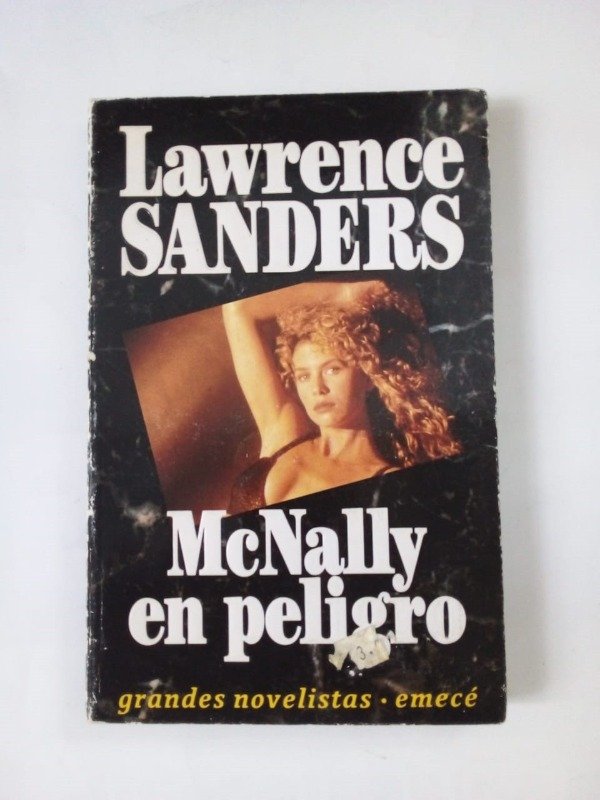 Lawrence
SANDERS
McNally
en peligro
grandes novelistas · emecé